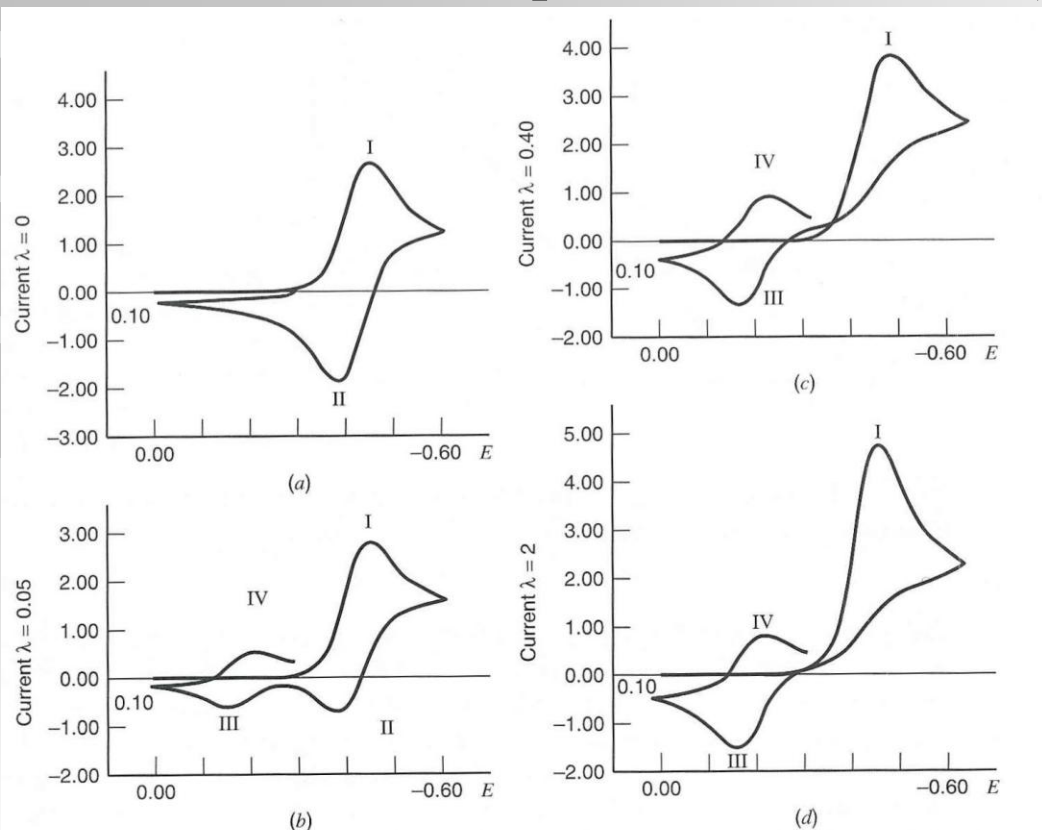 4.00
3.00
2.00
1.00
0.00
0.10
−1.00
−2.00
−3.00
Current λ = 0
I
II
0.00
−0.60 E
(a)
3.00
2.00
1.00
0.00
0.10
−1.00
−2.00
Current λ = 0.05
I
IV
III
II
0.00
−0.60 E
(b)
4.00
3.00
2.00
1.00
0.00
0.10
−1.00
−2.00
Current λ = 0.40
I
IV
III
0.00
−0.60 E
(c)
5.00
4.00
3.00
2.00
1.00
0.00
0.10
−1.00
−2.00
Current λ = 2
I
IV
III
0.00
−0.60 E
(d)